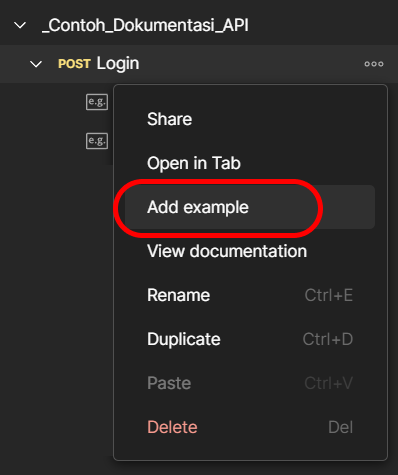 _Contoh_Dokumentasi_API
POST Login
e.g.
Share
e.g.
Open in Tab
Add example
View documentation
Rename Ctrl+E
Duplicate Ctrl+D
Paste Ctrl+V
Delete Del